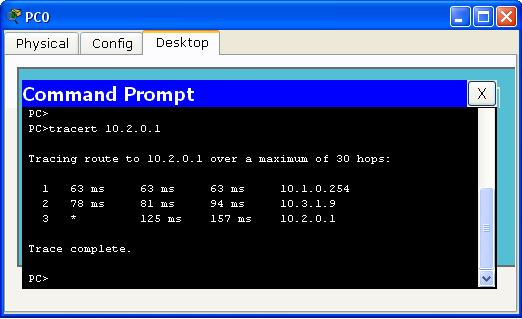 PC0
Physical Config Desktop
Command Prompt X
PC>
PC>tracert 10.2.0.1
Tracing route to 10.2.0.1 over a maximum of 30 hops:
1 63 ms 63 ms 63 ms 10.1.0.254
2 78 ms 81 ms 94 ms 10.3.1.9
3 * 125 ms 157 ms 10.2.0.1
Trace complete.
PC>